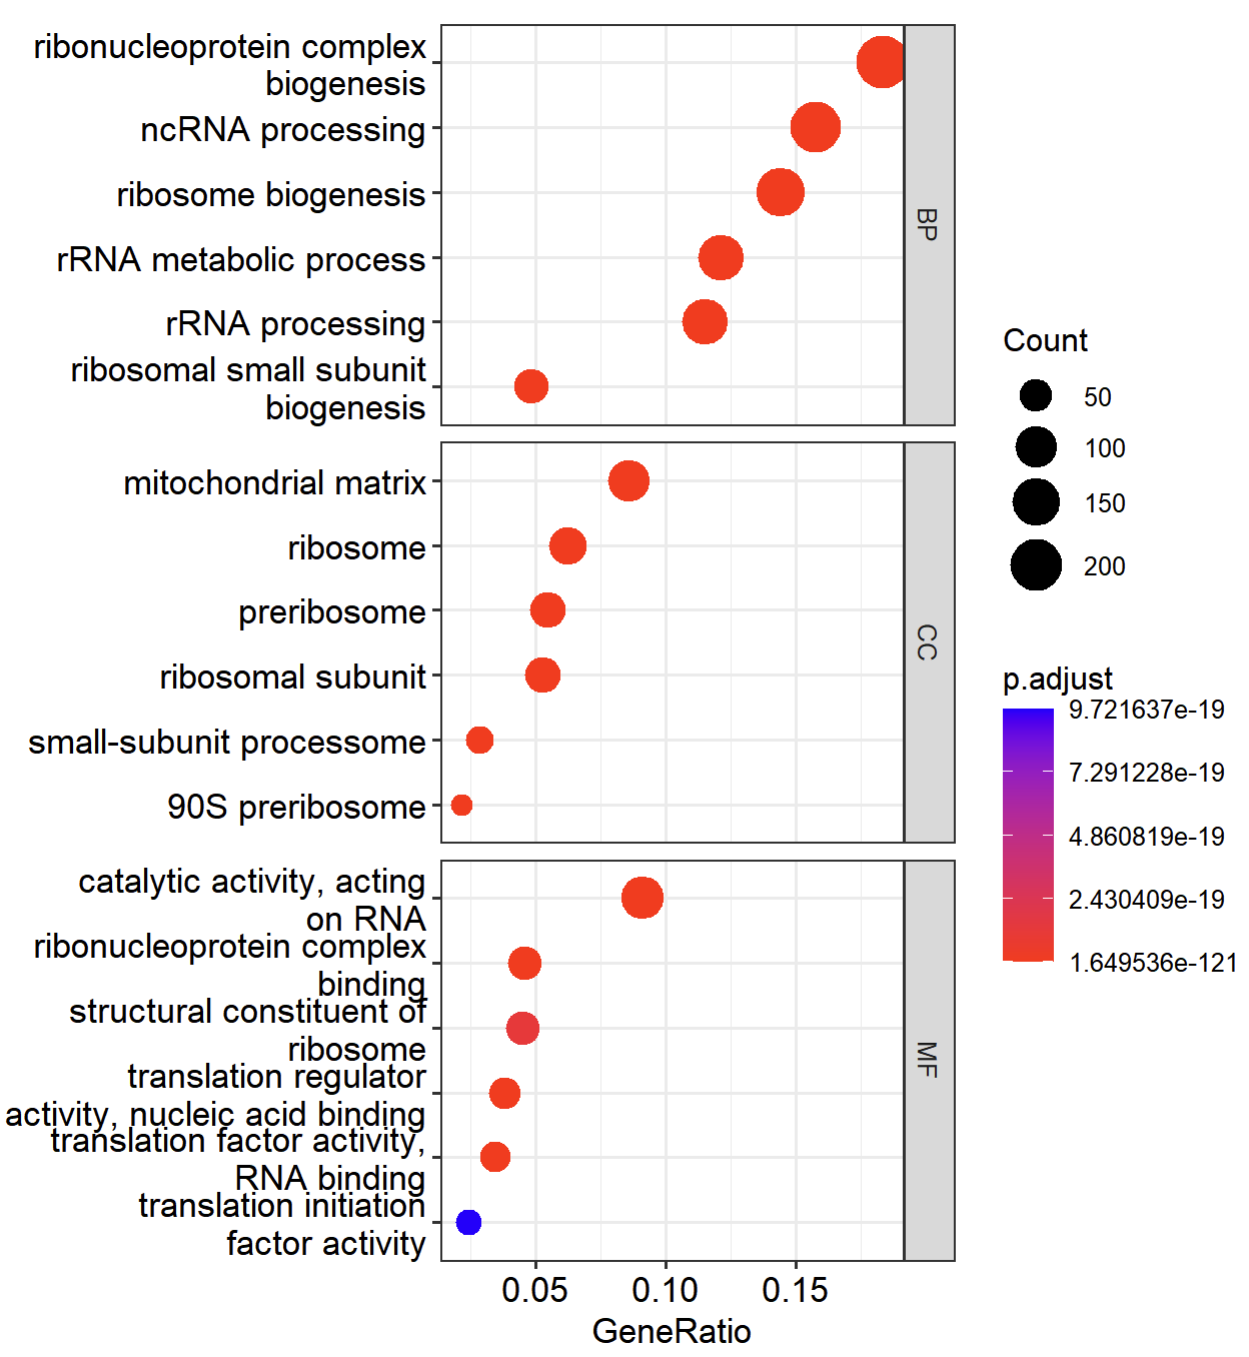 ribonucleoprotein complex
biogenesis
ncRNA processing
ribosome biogenesis
rRNA metabolic process
rRNA processing
ribosomal small subunit
biogenesis
BP
mitochondrial matrix
ribosome
preribosome
ribosomal subunit
small-subunit processome
90S preribosome
CC
catalytic activity, acting
on RNA
ribonucleoprotein complex
binding
structural constituent of
ribosome
translation regulator
activity, nucleic acid binding
translation factor activity,
RNA binding
translation initiation
factor activity
MF
0.05
0.10
0.15
GeneRatio
Count
50
100
150
200
p.adjust
9.721637e-19
7.291228e-19
4.860819e-19
2.430409e-19
1.649536e-121